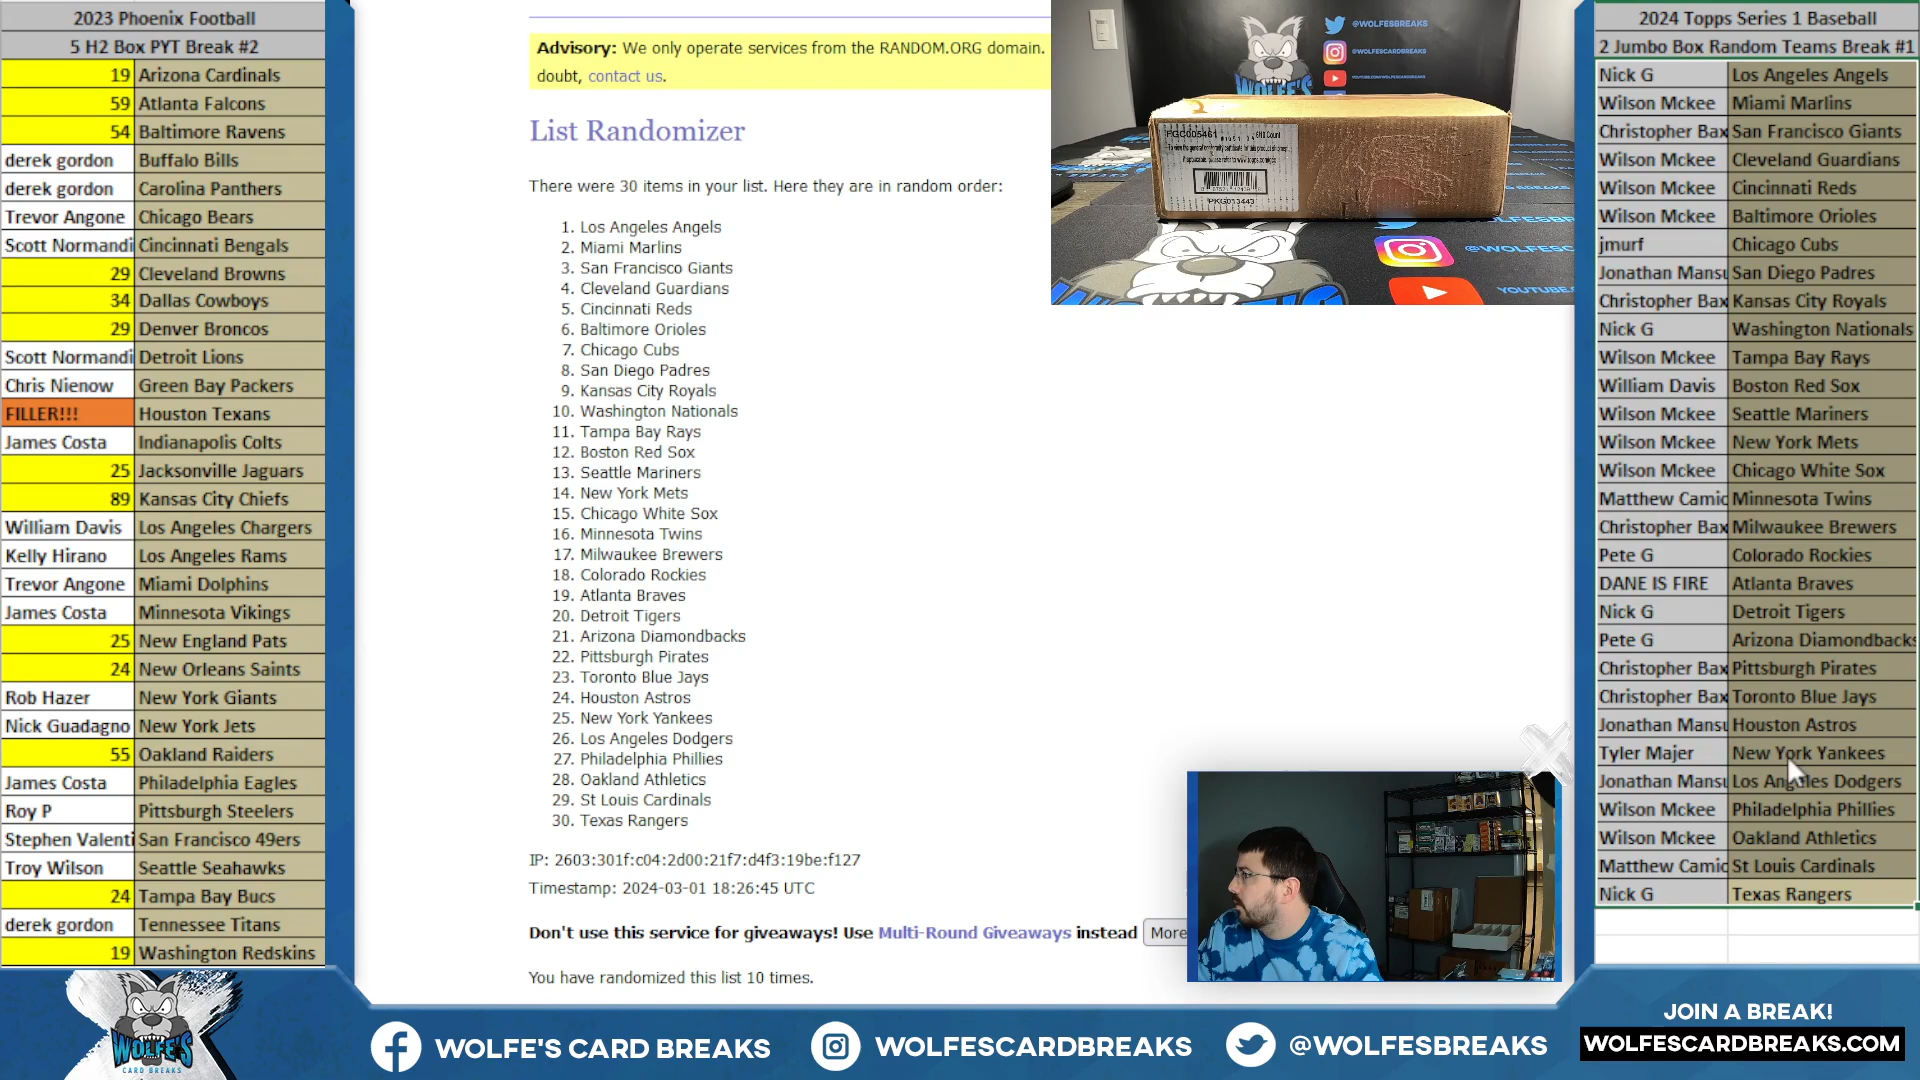 2023 Phoenix Football
5 H2 Box PYT Break #2
19 Arizona Cardinals
59 Atlanta Falcons
54 Baltimore Ravens
derek gordon Buffalo Bills
derek gordon Carolina Panthers
Trevor Angone Chicago Bears
Scott Normandi Cincinnati Bengals
29 Cleveland Browns
34 Dallas Cowboys
29 Denver Broncos
Scott Normandi Detroit Lions
Chris Nienow Green Bay Packers
FILLER!!! Houston Texans
James Costa Indianapolis Colts
25 Jacksonville Jaguars
89 Kansas City Chiefs
William Davis Los Angeles Chargers
Kelly Hirano Los Angeles Rams
Trevor Angone Miami Dolphins
James Costa Minnesota Vikings
25 New England Pats
24 New Orleans Saints
Rob Hazer New York Giants
Nick Guadagno New York Jets
55 Oakland Raiders
James Costa Philadelphia Eagles
Roy P Pittsburgh Steelers
Stephen Valenti San Francisco 49ers
Troy Wilson Seattle Seahawks
24 Tampa Bay Bucs
derek gordon Tennessee Titans
19 Washington Redskins
Advisory: We only operate services from the RANDOM.ORG domain.
doubt, contact us.
List Randomizer
There were 30 items in your list. Here they are in random order:
1. Los Angeles Angels
2. Miami Marlins
3. San Francisco Giants
4. Cleveland Guardians
5. Cincinnati Reds
6. Baltimore Orioles
7. Chicago Cubs
8. San Diego Padres
9. Kansas City Royals
10. Washington Nationals
11. Tampa Bay Rays
12. Boston Red Sox
13. Seattle Mariners
14. New York Mets
15. Chicago White Sox
16. Minnesota Twins
17. Milwaukee Brewers
18. Colorado Rockies
19. Atlanta Braves
20. Detroit Tigers
21. Arizona Diamondbacks
22. Pittsburgh Pirates
23. Toronto Blue Jays
24. Houston Astros
25. New York Yankees
26. Los Angeles Dodgers
27. Philadelphia Phillies
28. Oakland Athletics
29. St Louis Cardinals
30. Texas Rangers
IP: 2603:301f:c04:2d00:21f7:d4f3:19be:f127
Timestamp: 2024-03-01 18:26:45 UTC
Don't use this service for giveaways! Use Multi-Round Giveaways instead More
You have randomized this list 10 times.
@WOLFESBREAKS
@WOLFESCARDBREAKS
WOLFE'S
FGC005461
PKG013443
@WOLFESC
YOUTUBE
2024 Topps Series 1 Baseball
2 Jumbo Box Random Teams Break #1
Nick G Los Angeles Angels
Wilson Mckee Miami Marlins
Christopher Bax San Francisco Giants
Wilson Mckee Cleveland Guardians
Wilson Mckee Cincinnati Reds
Wilson Mckee Baltimore Orioles
jmurf Chicago Cubs
Jonathan Mansu San Diego Padres
Christopher Bax Kansas City Royals
Nick G Washington Nationals
Wilson Mckee Tampa Bay Rays
William Davis Boston Red Sox
Wilson Mckee Seattle Mariners
Wilson Mckee New York Mets
Wilson Mckee Chicago White Sox
Matthew Camic Minnesota Twins
Christopher Bax Milwaukee Brewers
Pete G Colorado Rockies
DANE IS FIRE Atlanta Braves
Nick G Detroit Tigers
Pete G Arizona Diamondbacks
Christopher Bax Pittsburgh Pirates
Christopher Bax Toronto Blue Jays
Jonathan Mansu Houston Astros
Tyler Majer New York Yankees
Jonathan Mansu Los Angeles Dodgers
Wilson Mckee Philadelphia Phillies
Wilson Mckee Oakland Athletics
Matthew Camic St Louis Cardinals
Nick G Texas Rangers
WOLFE'S
CARD BREAKS
WOLFE'S CARD BREAKS
WOLFESCARDBREAKS
@WOLFESBREAKS
JOIN A BREAK!
WOLFESCARDBREAKS.COM